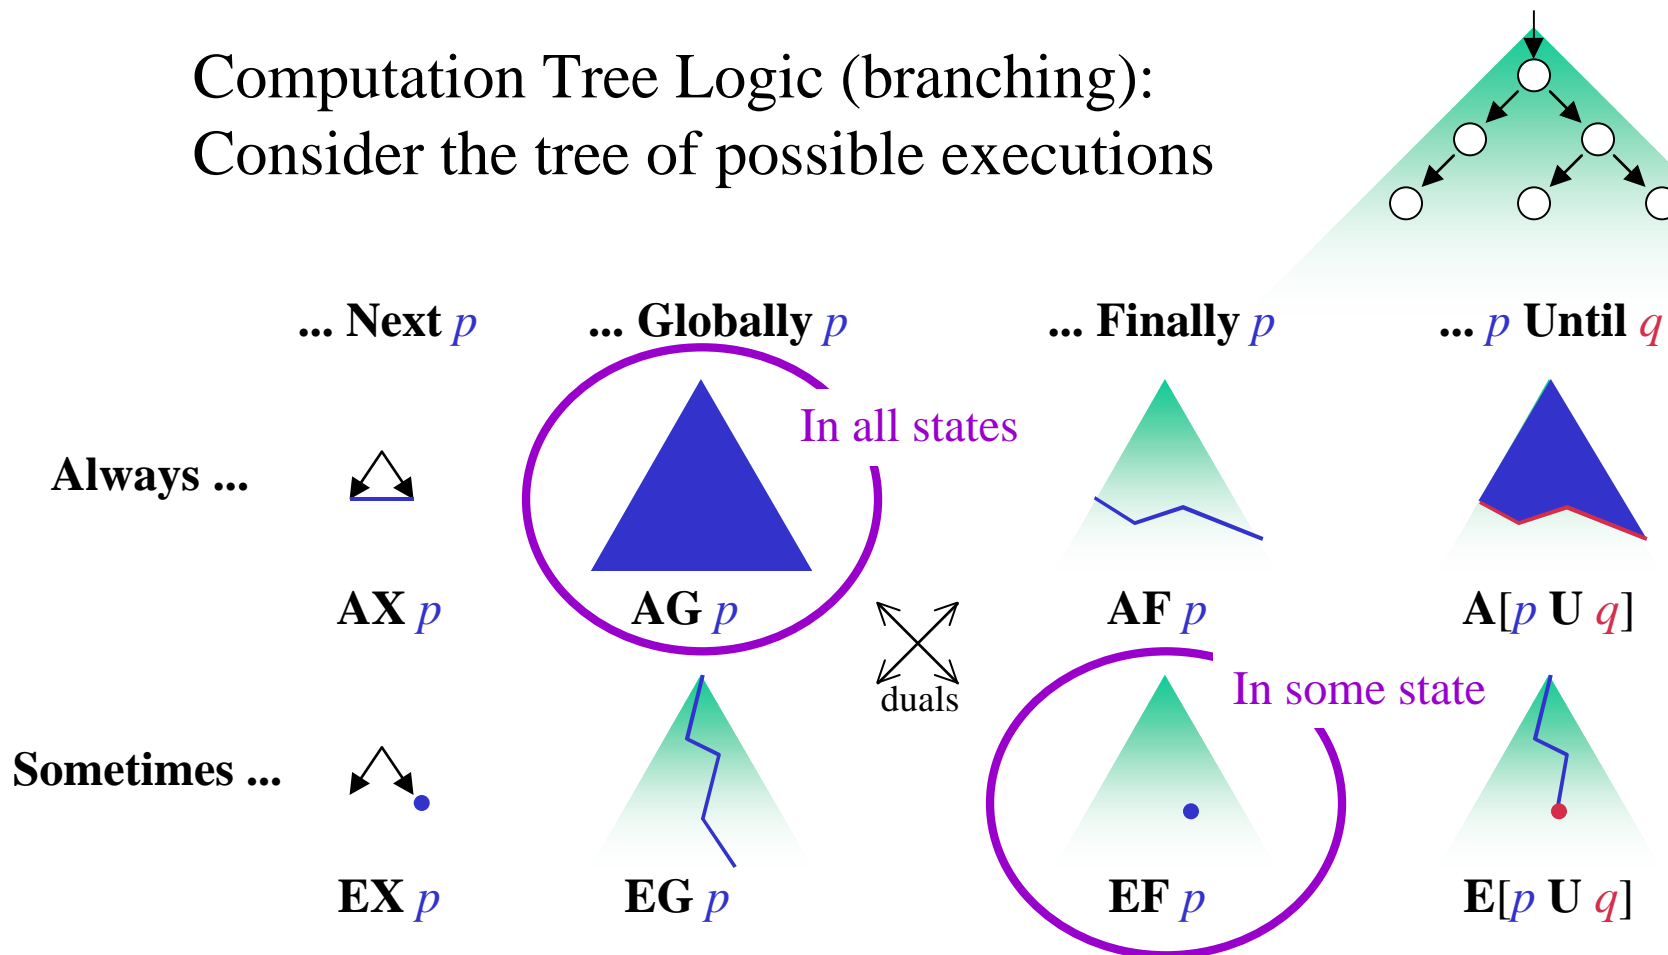 Computation Tree Logic (branching):
Consider the tree of possible executions
... Next p ... Globally p ... Finally p ... p Until q
In all states
Always ...
AX p AG p AF p A[p U q]
duals
In some state
Sometimes ...
EX p EG p EF p E[p U q]